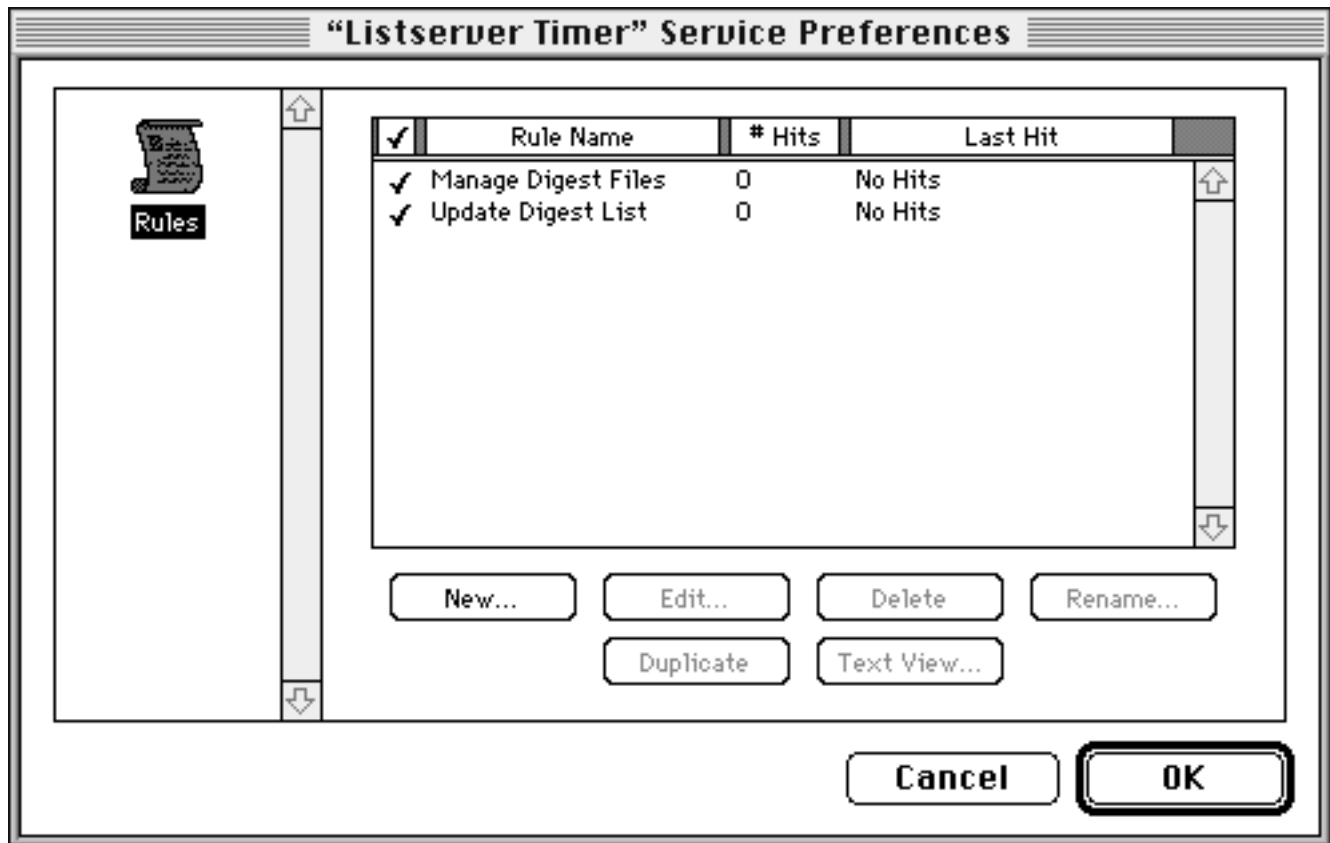 “Listserver Timer” Service Preferences
Rules
✓ Rule Name # Hits Last Hit
✓ Manage Digest Files 0 No Hits
✓ Update Digest List 0 No Hits
New... Edit... Delete Rename...
Duplicate Text View...
Cancel OK